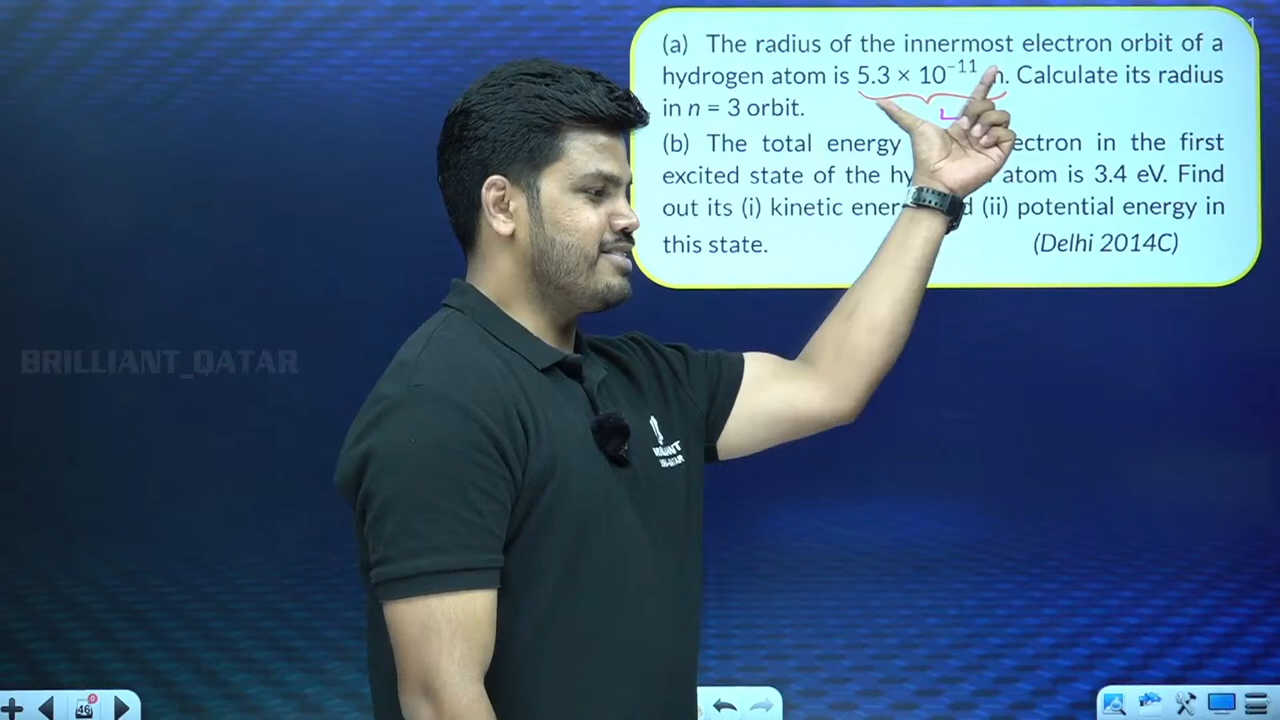 (a) The radius of the innermost electron orbit of a
hydrogen atom is 5.3 × 10⁻¹¹ m. Calculate its radius
in n = 3 orbit.
(b) The total energy ectron in the first
excited state of the hy atom is 3.4 eV. Find
out its (i) kinetic ener d (ii) potential energy in
this state. (Delhi 2014C)
BRILLIANT_QATAR
46